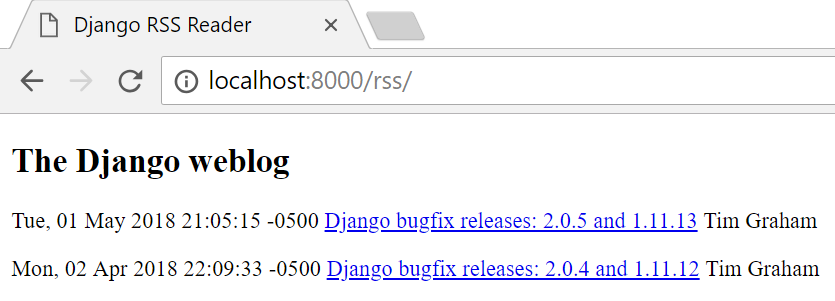 Django RSS Reader
localhost:8000/rss/
The Django weblog
Tue, 01 May 2018 21:05:15 -0500 Django bugfix releases: 2.0.5 and 1.11.13 Tim Graham
Mon, 02 Apr 2018 22:09:33 -0500 Django bugfix releases: 2.0.4 and 1.11.12 Tim Graham